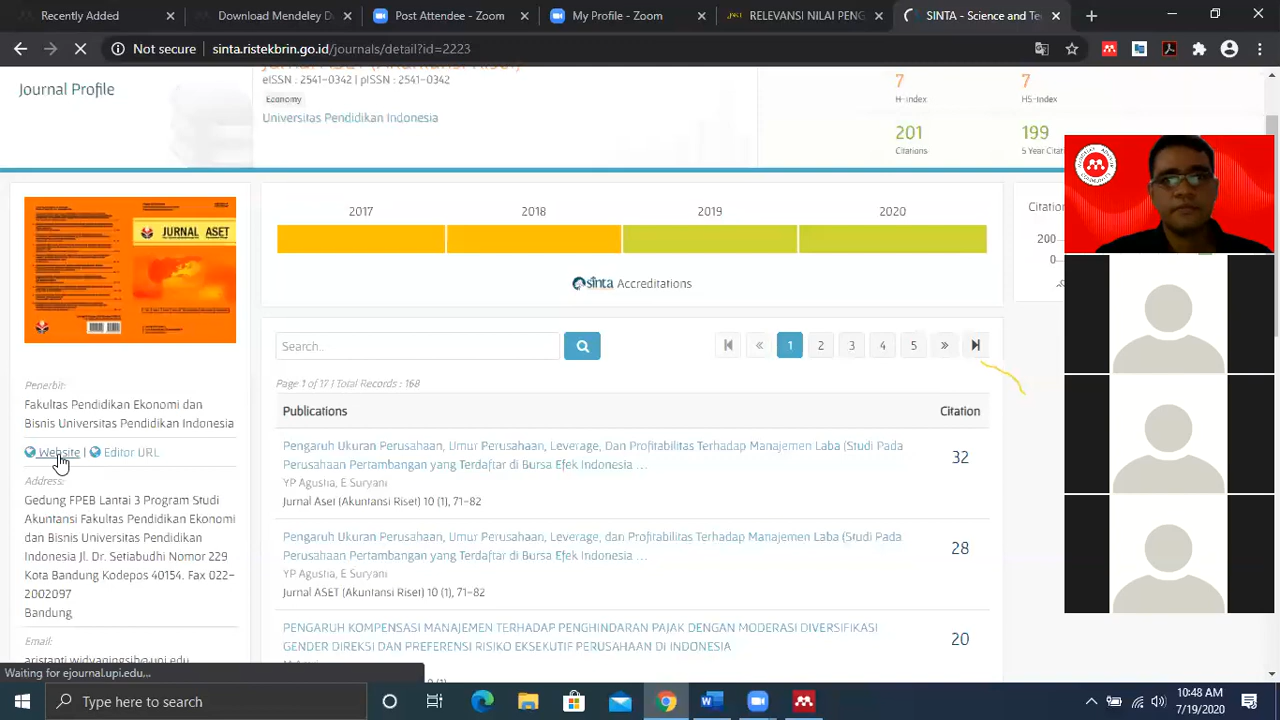 Akuntansi Indonesia
Download Mendeley D
Post Attende - Zoom
My Profile - Zoom
RELEVANSI NILAI PENG
SINTA - Science and Tec
Not secure
sinta.ristekbrin.go.id/journals/detail?id=2223
Journal Profile
eISSN : 2541-0342 | pISSN : 2541-0342
Economy
Universitas Pendidikan Indonesia
7
H-Index
7
H5-Index
201
Citations
199
5 Year Citat
Penerbit:
Fakultas Pendidikan Ekonomi dan
Bisnis Universitas Pendidikan Indonesia
Website | Editor URL
Address:
Gedung FPEB Lantai 3 Program Studi
Akuntansi Fakultas Pendidikan Ekonomi
dan Bisnis Universitas Pendidikan
Indonesia Jl. Dr. Setiabudhi Nomor 229
Kota Bandung Kodepos 40154. Fax 022-
2002097
Bandung
Email:
aristanti.widyaningsih@upi.edu
JURNAL ASET
2017
2018
2019
2020
sinta Accreditations
Citation
200
0
Search..
1
2
3
4
5
Page 1 of 17 | Total Records : 168
Publications
Citation
Pengaruh Ukuran Perusahaan, Umur Perusahaan, Leverage, Dan Profitabilitas Terhadap Manajemen Laba (Studi Pada
Perusahaan Pertambangan yang Terdaftar di Bursa Efek Indonesia ...
YP Agusha, E Suryani
Jurnal Aset (Akuntansi Riset) 10 (1), 71-82
32
Pengaruh Ukuran Perusahaan, Umur Perusahaan, Leverage, dan Profitabilitas Terhadap Manajemen Laba (Studi Pada
Perusahaan Pertambangan yang Terdaftar di Bursa Efek Indonesia ...
YP Agusha, E Suryani
Jurnal ASET (Akuntansi Riset) 10 (1), 71-82
28
PENGARUH KOMPENSASI MANAJEMEN TERHADAP PENGHINDARAN PAJAK DENGAN MODERASI DIVERSIFIKASI
GENDER DIREKSI DAN PREFERENSI RISIKO EKSEKUTIF PERUSAHAAN DI INDONESIA
20
Waiting for ejournal.upi.edu...
Type here to search
10:48 AM
7/19/2020